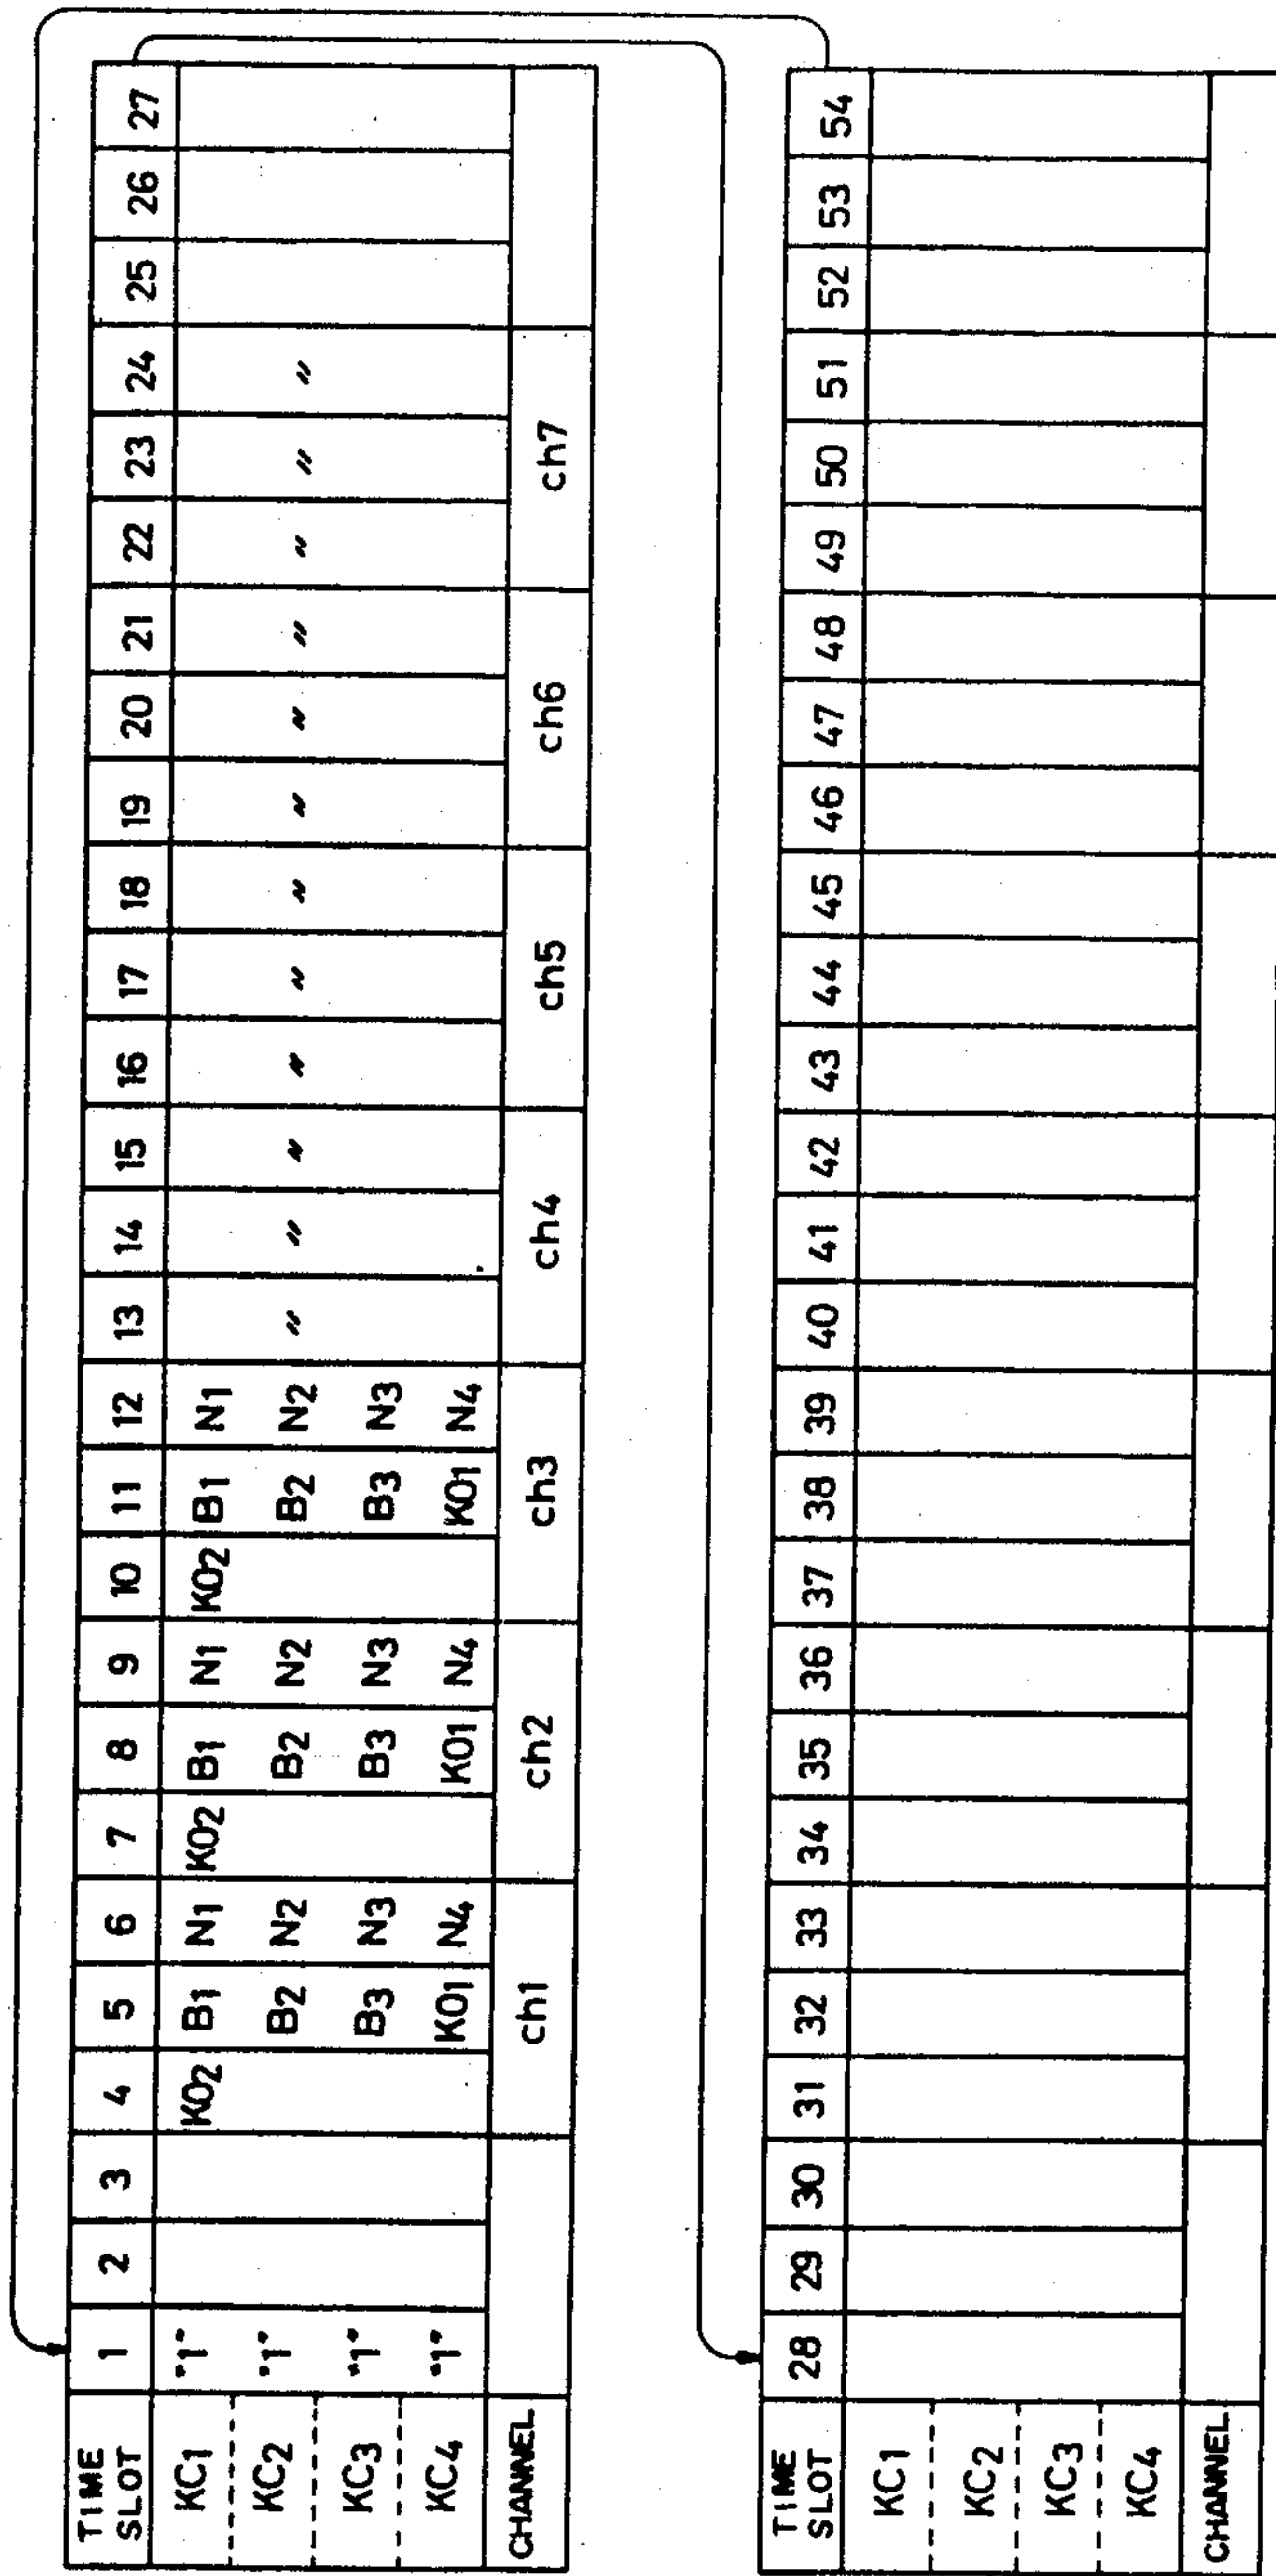 TIME SLOT 1 2 3 4 5 6 7 8 9 10 11 12 13 14 15 16 17 18 19 20 21 22 23 24 25 26 27
KC1 "1" KO2 B1 N1 KO2 B1 N1 KO2 B1 N1
KC2 "1" B2 N2 B2 N2 B2 N2 〃 〃 〃 〃 〃 〃 〃 〃 〃 〃 〃 〃
KC3 "1" B3 N3 B3 N3 B3 N3
KC4 "1" KO1 N4 KO1 N4 KO1 N4
CHANNEL ch1 ch2 ch3 ch4 ch5 ch6 ch7
TIME SLOT 28 29 30 31 32 33 34 35 36 37 38 39 40 41 42 43 44 45 46 47 48 49 50 51 52 53 54
KC1
KC2
KC3
KC4
CHANNEL